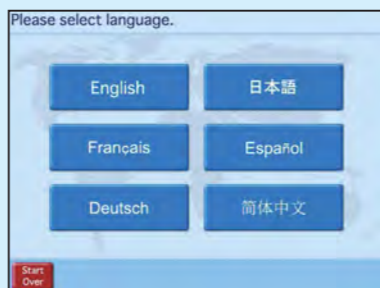 Please select language.
English
日本語
Français
Español
Deutsch
简体中文
Start
Over